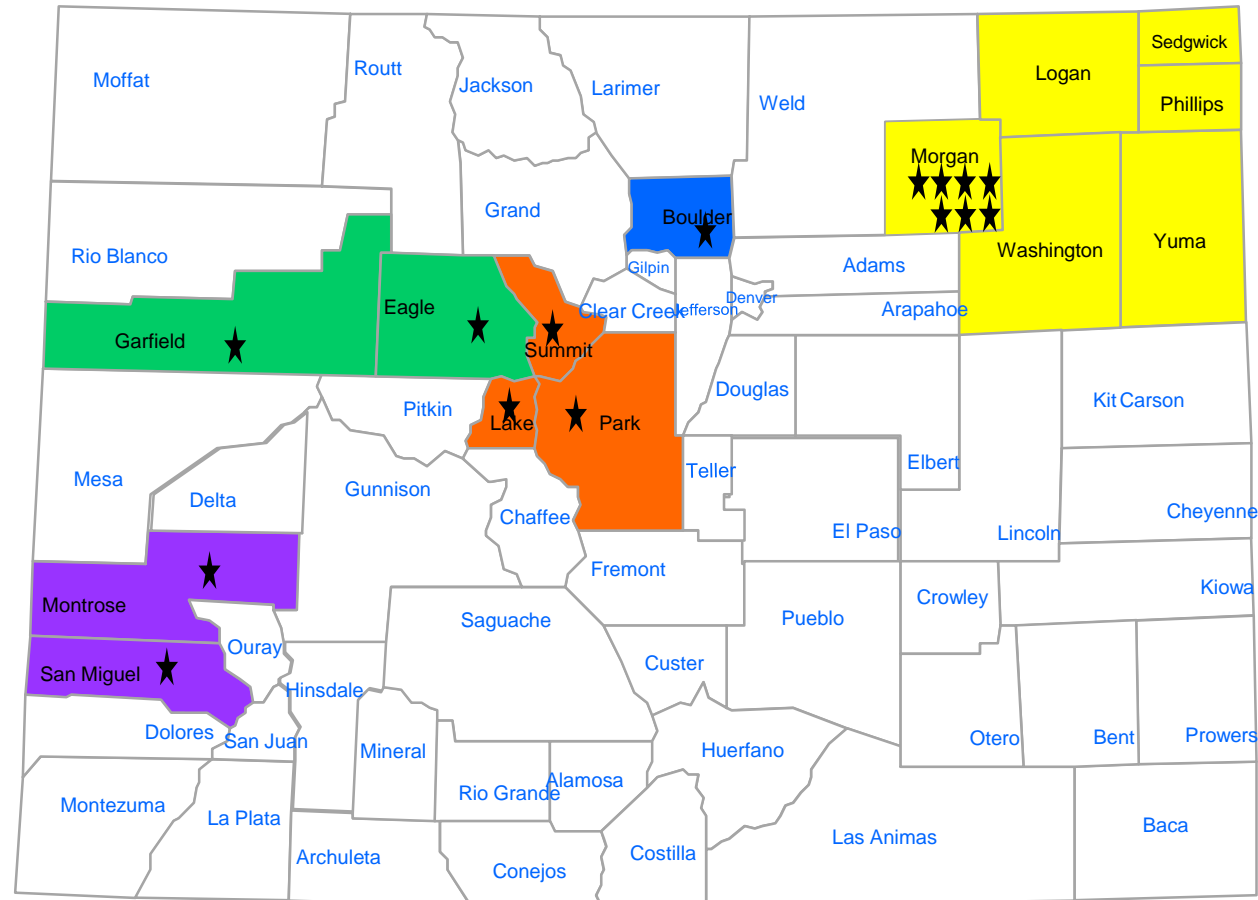 Sedgwick
Routt
Logan
Moffat
Jackson
Larimer
Weld
Phillips
Morgan
Grand
Boulder
Washington
Yuma
Rio Blanco
Gilpin
Adams
Eagle
Denver
Clear Creek
Jefferson
Arapahoe
Garfield
Summit
Douglas
Kit Carson
Pitkin
Lake
Park
Elbert
Teller
Mesa
Gunnison
Delta
Chaffee
Cheyenne
El Paso
Lincoln
Fremont
Kiowa
Montrose
Crowley
Saguache
Pueblo
Ouray
Custer
San Miguel
Hinsdale
Dolores
San Juan
Otero
Bent
Prowers
Mineral
Huerfano
Alamosa
Rio Grande
Montezuma
La Plata
Baca
Las Animas
Costilla
Archuleta
Conejos